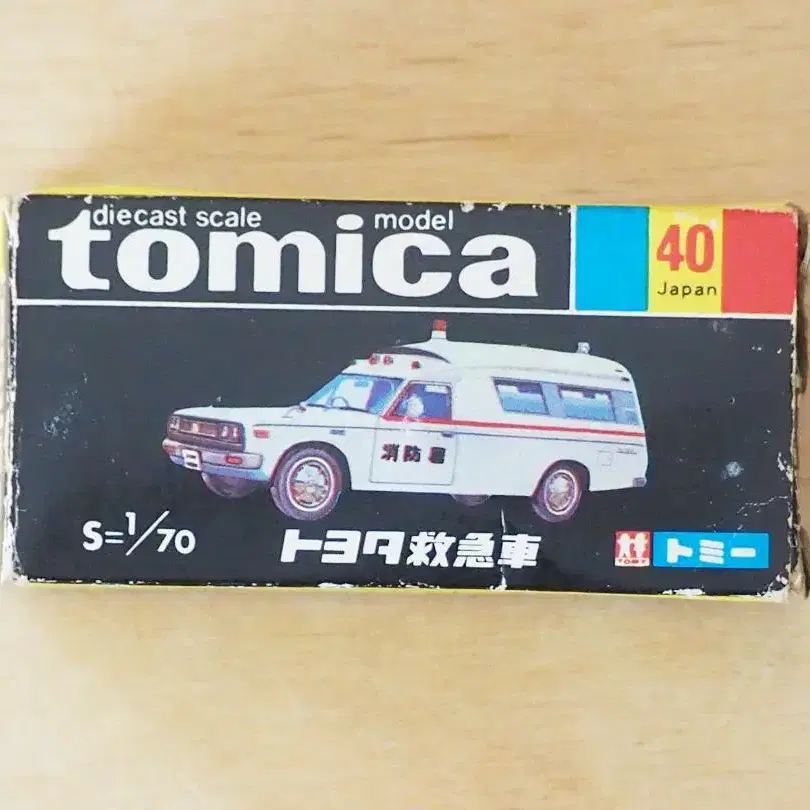 diecast scale model
tomica
40
Japan
消防署
S=1/70
トヨタ救急車
TOMY
トミー